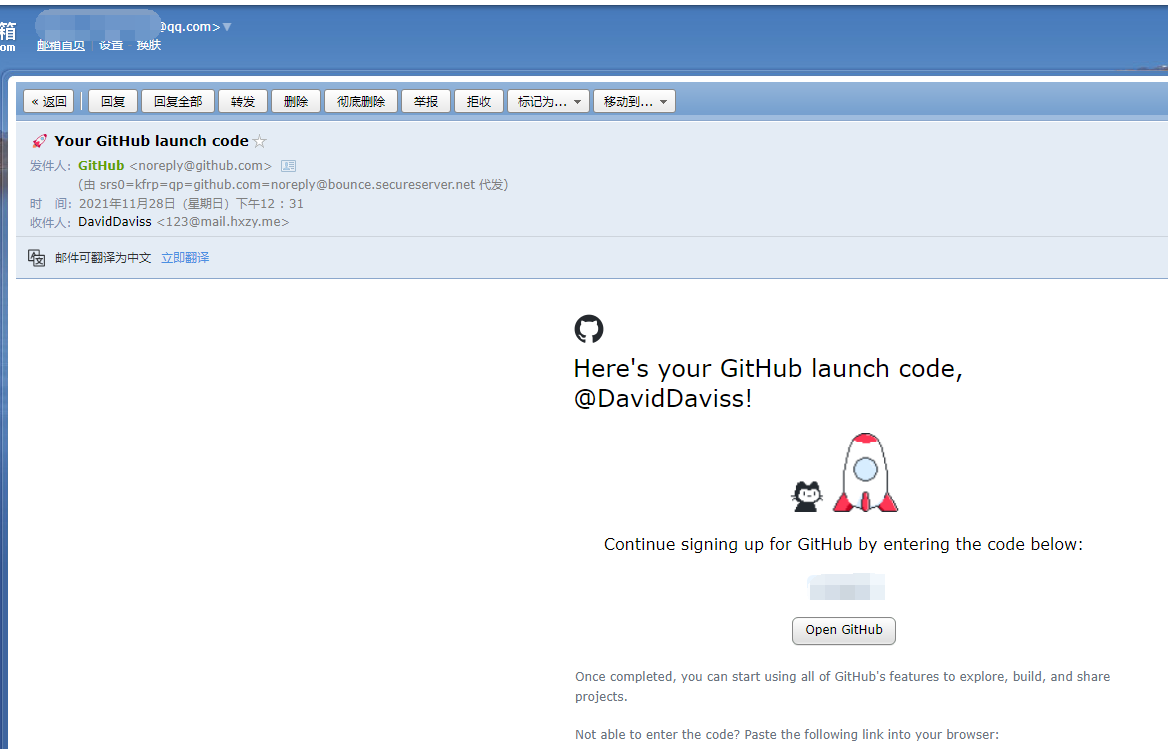 箱
@qq.com>
om
邮箱首页 设置 换肤
« 返回 回复 回复全部 转发 删除 彻底删除 举报 拒收 标记为... 移动到...
Your GitHub launch code
发件人: GitHub <noreply@github.com>
(由 srs0=kfrp=qp=github.com=noreply@bounce.secureserver.net 代发)
时 间: 2021年11月28日 (星期日) 下午12:31
收件人: DavidDaviss <123@mail.hxzy.me>
邮件可翻译为中文 立即翻译
Here's your GitHub launch code,
@DavidDaviss!
Continue signing up for GitHub by entering the code below:
Open GitHub
Once completed, you can start using all of GitHub's features to explore, build, and share
projects.
Not able to enter the code? Paste the following link into your browser: